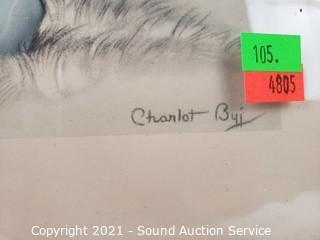 105.
4805
Charlot Byj
Copyright 2021 - Sound Auction Service